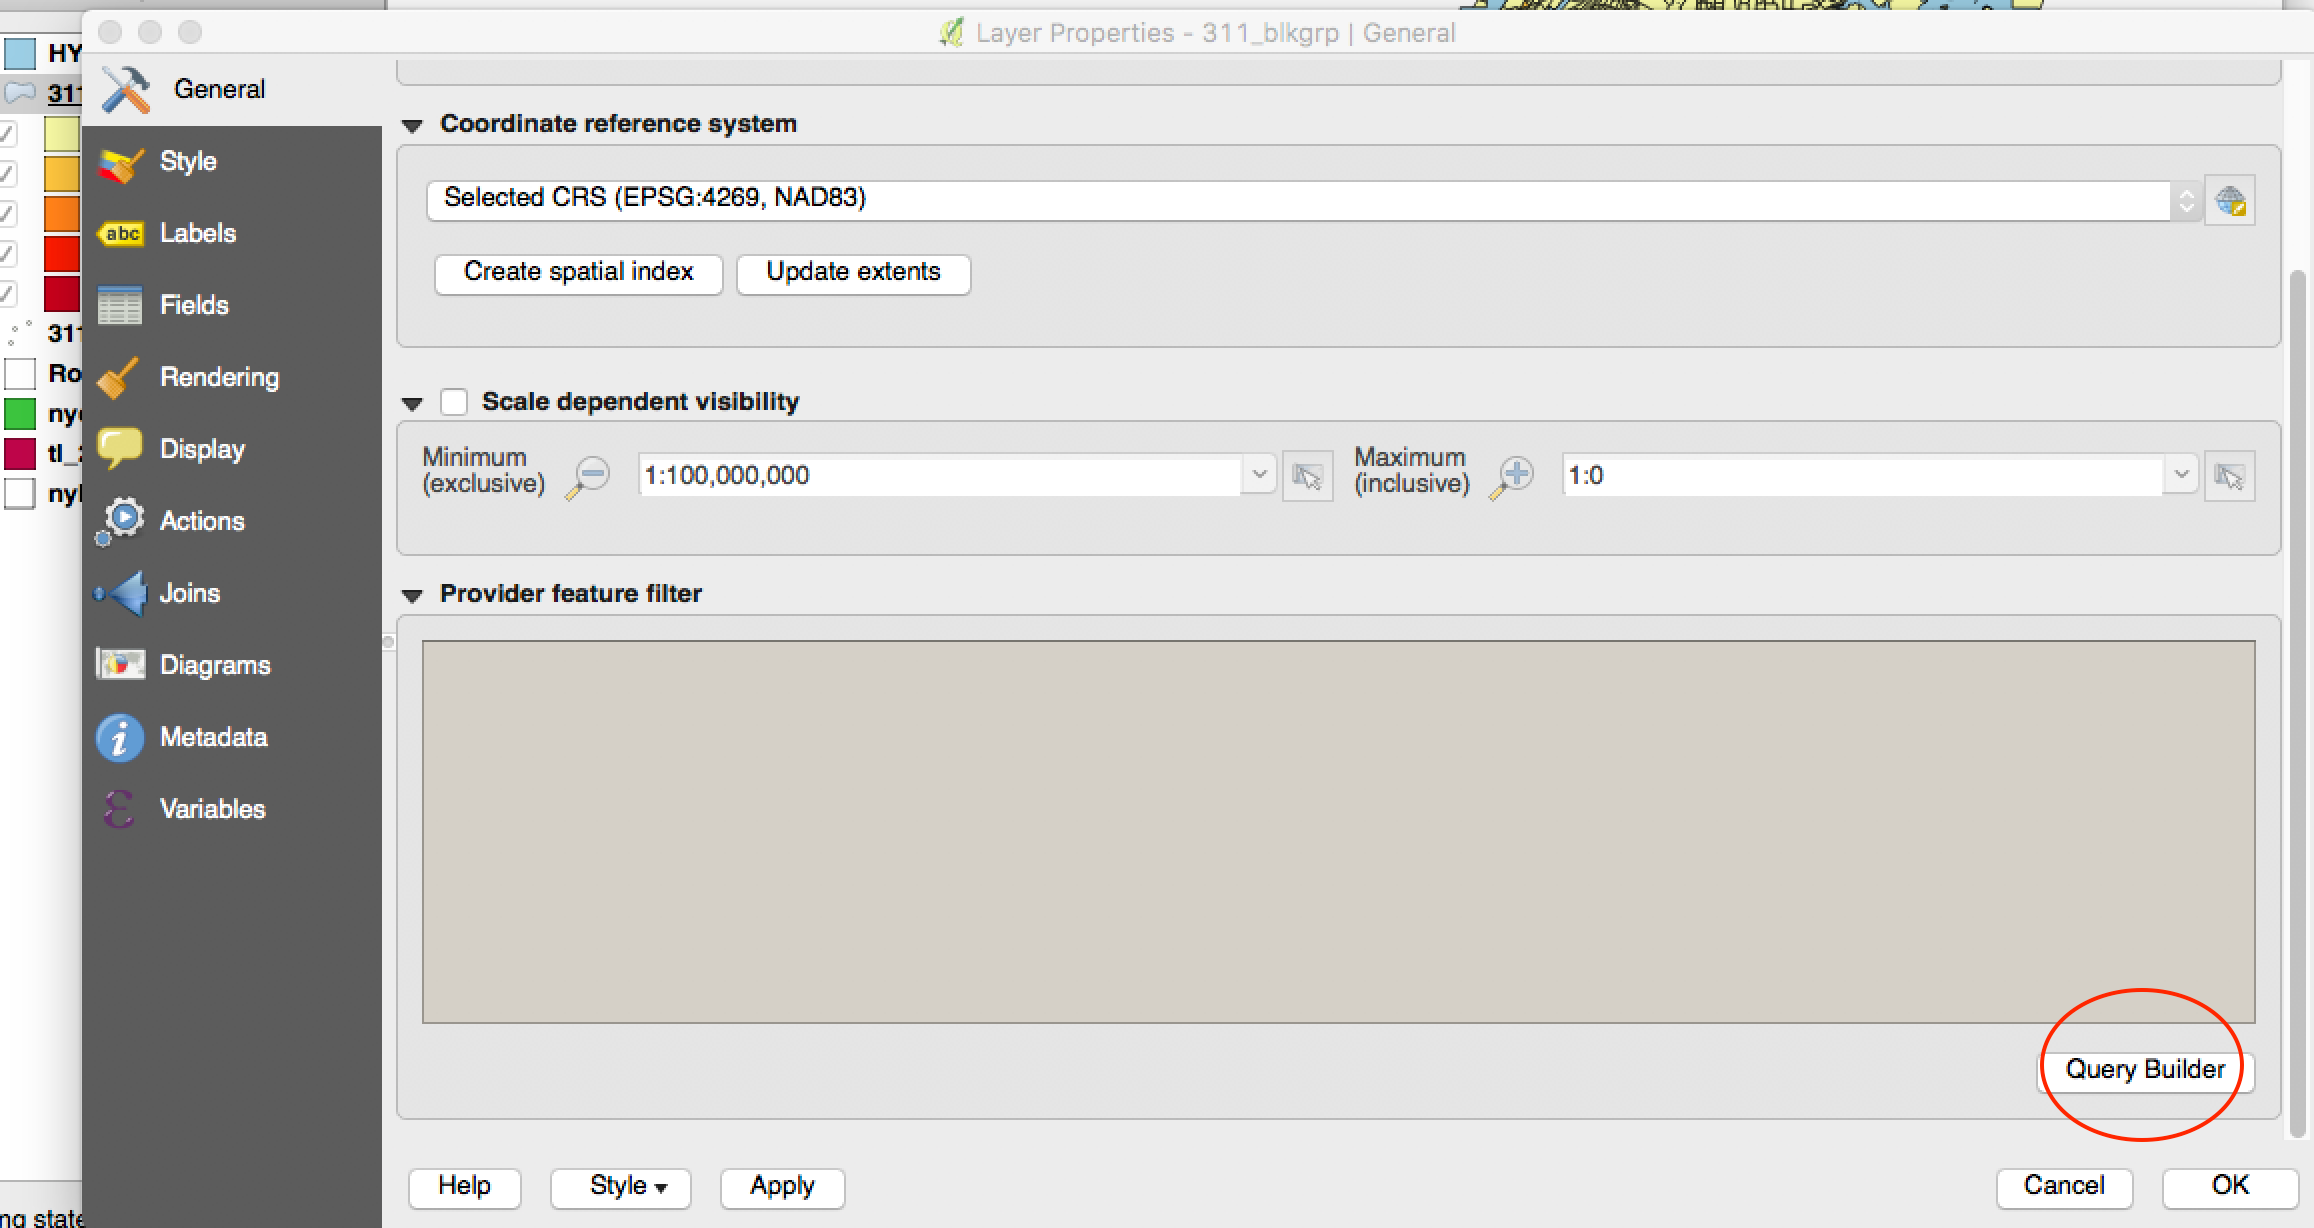 Layer Properties - 311_blkgrp | General
HY
311
311
Ro
tl_2
ng state
General
Style
abc Labels
Fields
Rendering
Display
Actions
Joins
Diagrams
Metadata
Variables
Coordinate reference system
Selected CRS (EPSG:4269, NAD83)
Create spatial index Update extents
Scale dependent visibility
Minimum
(exclusive)
1:100,000,000
Maximum
(inclusive)
1:0
Provider feature filter
Query Builder
Help Style Apply Cancel OK